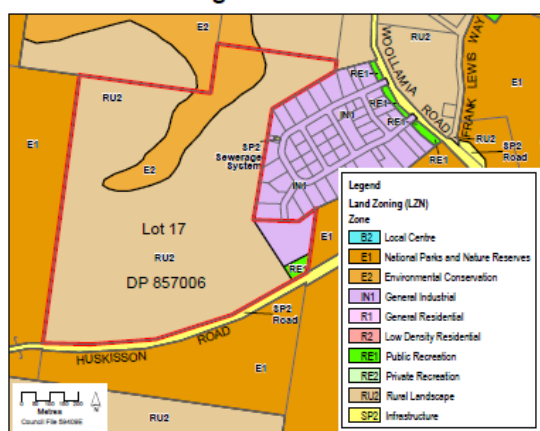 E2
RU2
RU2
E1
WOOLLAMIA ROAD
FRANK LEWIS WAY
RE1
RE1
RE1
E1
RU2
SP2
Road
RE1
IN1
SP2
Sewerage
System
E1
E2
IN1
Lot 17
RU2
DP 857006
E1
RE1
SP2
Road
HUSKISSON ROAD
E1
RU2
Metres
N
Legend
Land Zoning (LZN)
Zone
B2 Local Centre
E1 National Parks and Nature Reserves
E2 Environmental Conservation
IN1 General Industrial
R1 General Residential
R2 Low Density Residential
RE1 Public Recreation
RE2 Private Recreation
RU2 Rural Landscape
SP2 Infrastructure